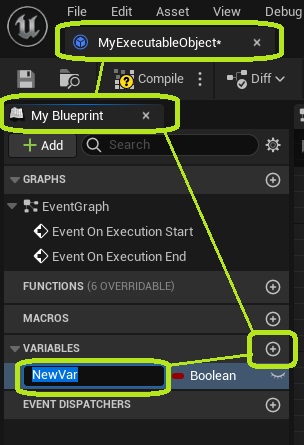 File Edit Asset View Debug
MyExecutableObject*
Compile Diff
My Blueprint
Add Search
GRAPHS
EventGraph
Event On Execution Start
Event On Execution End
FUNCTIONS (6 OVERRIDABLE)
MACROS
VARIABLES
NewVar Boolean
EVENT DISPATCHERS